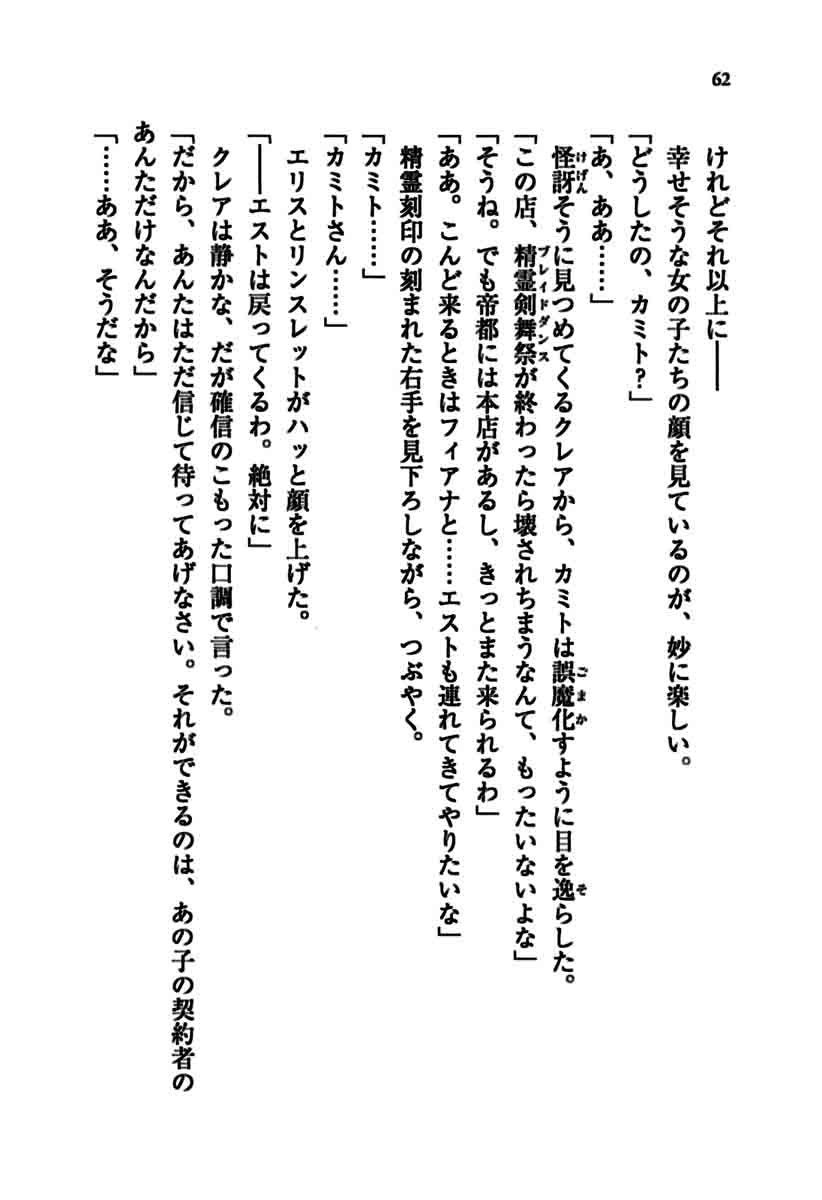 62
けれどそれ以上に――
幸せそうな女の子たちの顔を見ているのが、妙に楽しい。
「どうしたの、カミト？」
「あ、ああ……」
怪訝そうに見つめてくるクレアから、カミトは誤魔化すように目を逸らした。
「この店、精霊剣舞祭が終わったら壊されちまうなんて、もったいないよな」
「そうね。でも帝都には本店があるし、きっとまた来られるわ」
「ああ。こんど来るときはフィアナと……エストも連れてきてやりたいな」
精霊刻印の刻まれた右手を見下ろしながら、つぶやく。
「カミト……」
「カミトさん……」
エリスとリンスレットがハッと顔を上げた。
「――エストは戻ってくるわ。絶対に」
クレアは静かな、だが確信のこもった口調で言った。
「だから、あんたはただ信じて待ってあげなさい。それができるのは、あの子の契約者の
あんただけなんだから」
「……ああ、そうだな」